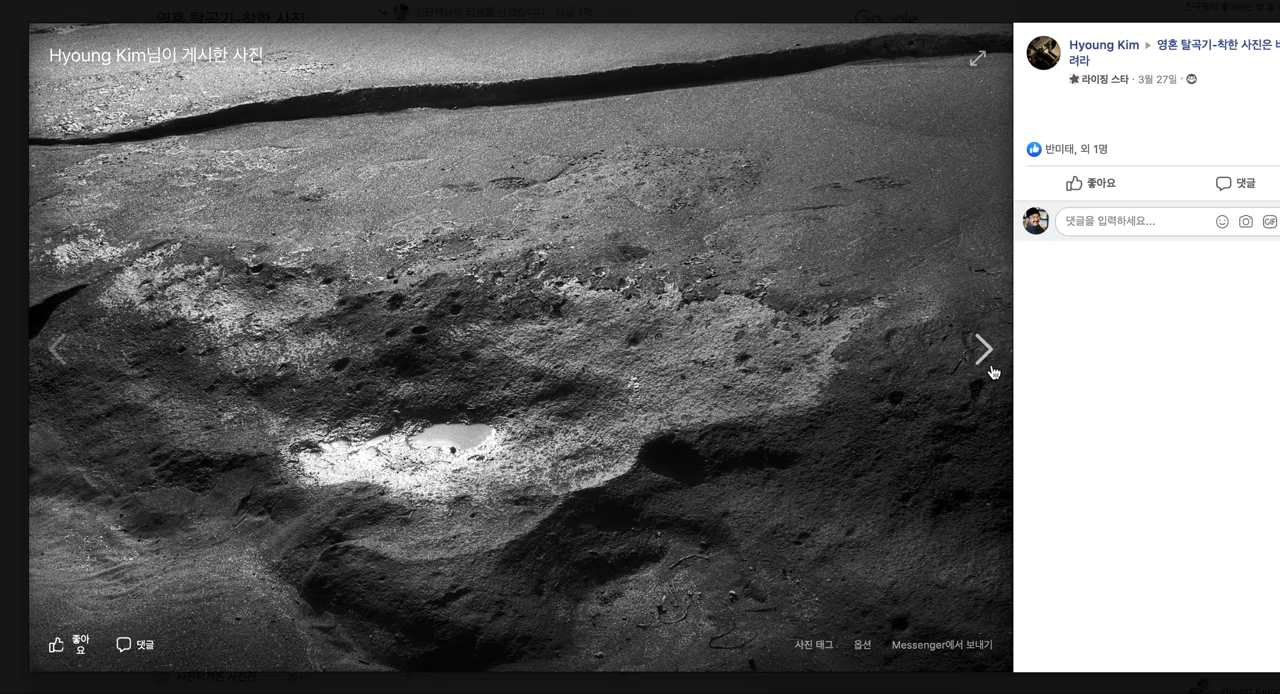 Hyoung Kim님이 게시한 사진
Hyoung Kim ▸ 영혼 탈곡기-착한 사진은 버
려라
라이징 스타 · 3월 27일 ·
반미태, 외 1명
좋아요
댓글
댓글을 입력하세요...
GIF
좋아
요
댓글
사진 태그
옵션
Messenger에서 보내기